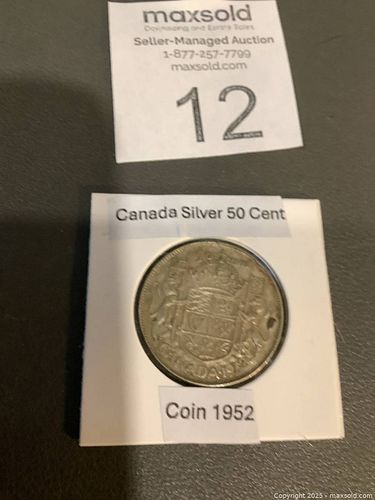 maxsold
Downsizing and Estate Sales
Seller-Managed Auction
1-877-257-7799
maxsold.com
12
Canada Silver 50 Cent
CANADA
Coin 1952
Copyright 2025 - maxsold.com